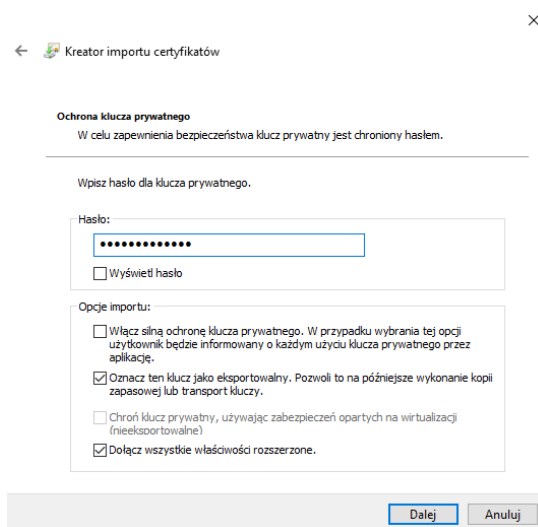 Kreator importu certyfikatów
Ochrona klucza prywatnego
W celu zapewnienia bezpieczeństwa klucz prywatny jest chroniony hasłem.
Wpisz hasło dla klucza prywatnego.
Hasło:
•••••••••••••
Wyświetl hasło
Opcje importu:
Włącz silną ochronę klucza prywatnego. W przypadku wybrania tej opcji
użytkownik będzie informowany o każdym użyciu klucza prywatnego przez
aplikację.
Oznacz ten klucz jako eksportowalny. Pozwoli to na późniejsze wykonanie kopii
zapasowej lub transport kluczy.
Chroń klucz prywatny, używając zabezpieczeń opartych na wirtualizacji
(nieeksportowalne)
Dołącz wszystkie właściwości rozszerzone.
Dalej
Anuluj